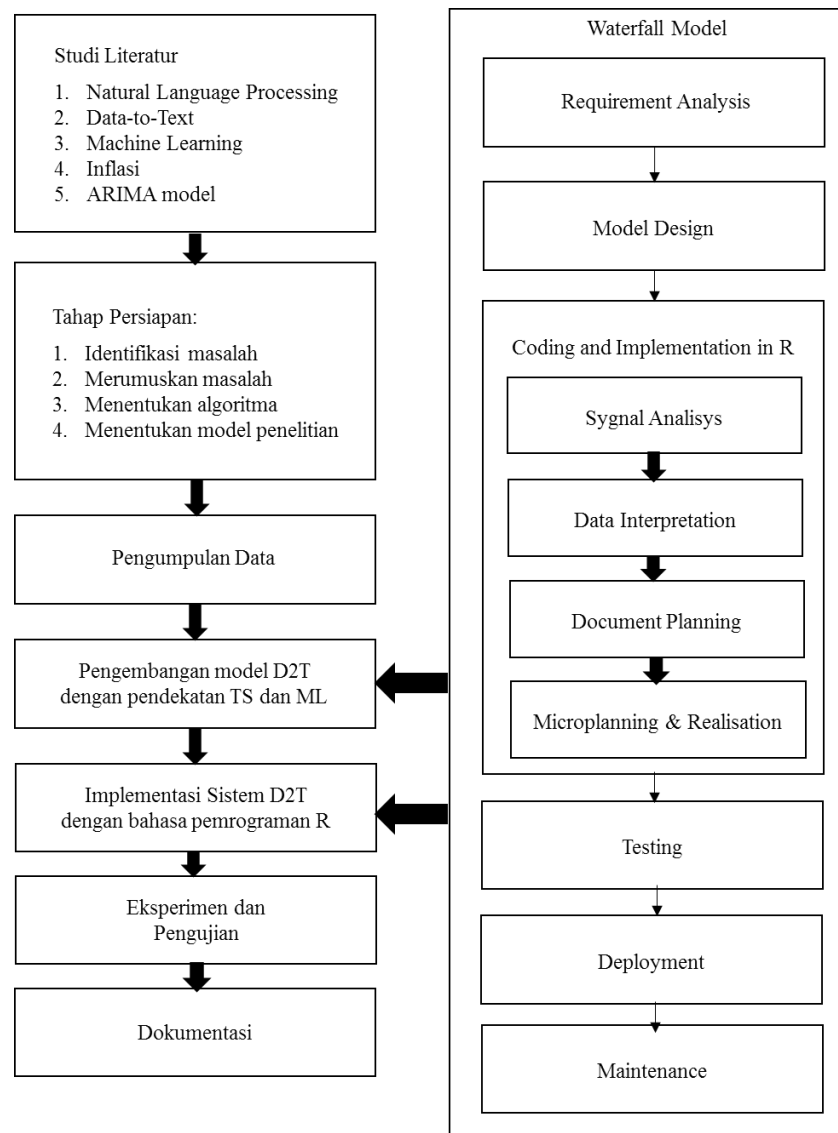 Studi Literatur
1. Natural Language Processing
2. Data-to-Text
3. Machine Learning
4. Inflasi
5. ARIMA model
Tahap Persiapan:
1. Identifikasi masalah
2. Merumuskan masalah
3. Menentukan algoritma
4. Menentukan model penelitian
Pengumpulan Data
Pengembangan model D2T
dengan pendekatan TS dan ML
Implementasi Sistem D2T
dengan bahasa pemrograman R
Eksperimen dan
Pengujian
Dokumentasi
Waterfall Model
Requirement Analysis
Model Design
Coding and Implementation in R
Sygnal Analisys
Data Interpretation
Document Planning
Microplanning & Realisation
Testing
Deployment
Maintenance